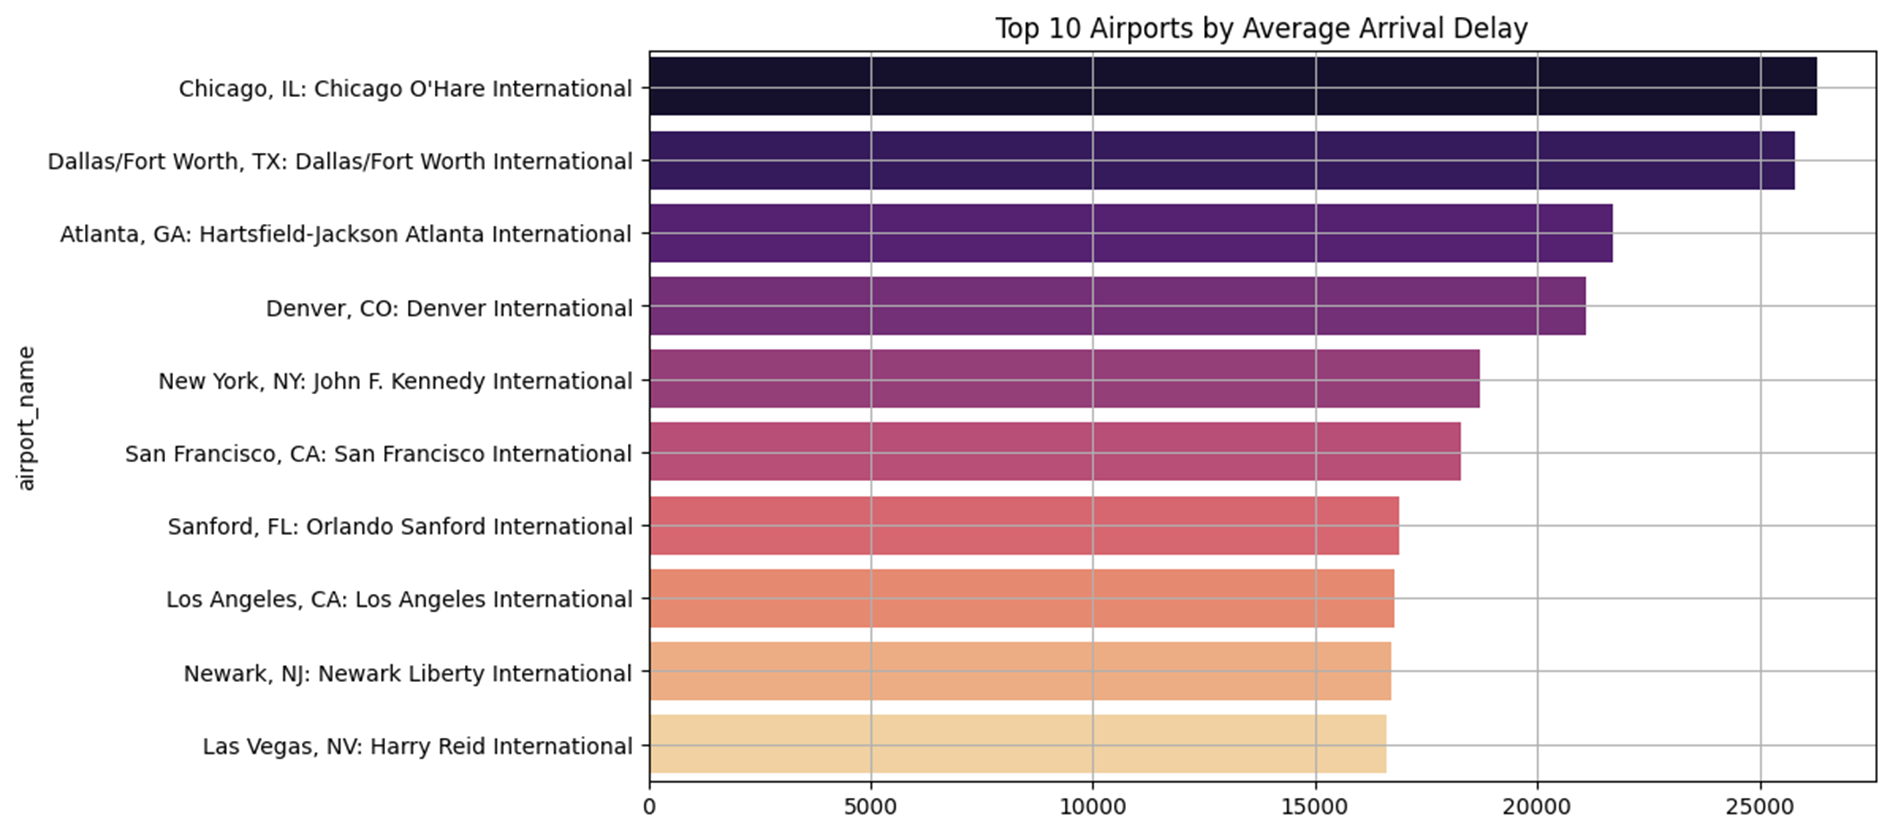 Top 10 Airports by Average Arrival Delay
Chicago, IL: Chicago O'Hare International
Dallas/Fort Worth, TX: Dallas/Fort Worth International
Atlanta, GA: Hartsfield-Jackson Atlanta International
Denver, CO: Denver International
New York, NY: John F. Kennedy International
San Francisco, CA: San Francisco International
Sanford, FL: Orlando Sanford International
Los Angeles, CA: Los Angeles International
Newark, NJ: Newark Liberty International
Las Vegas, NV: Harry Reid International
airport_name
0 5000 10000 15000 20000 25000